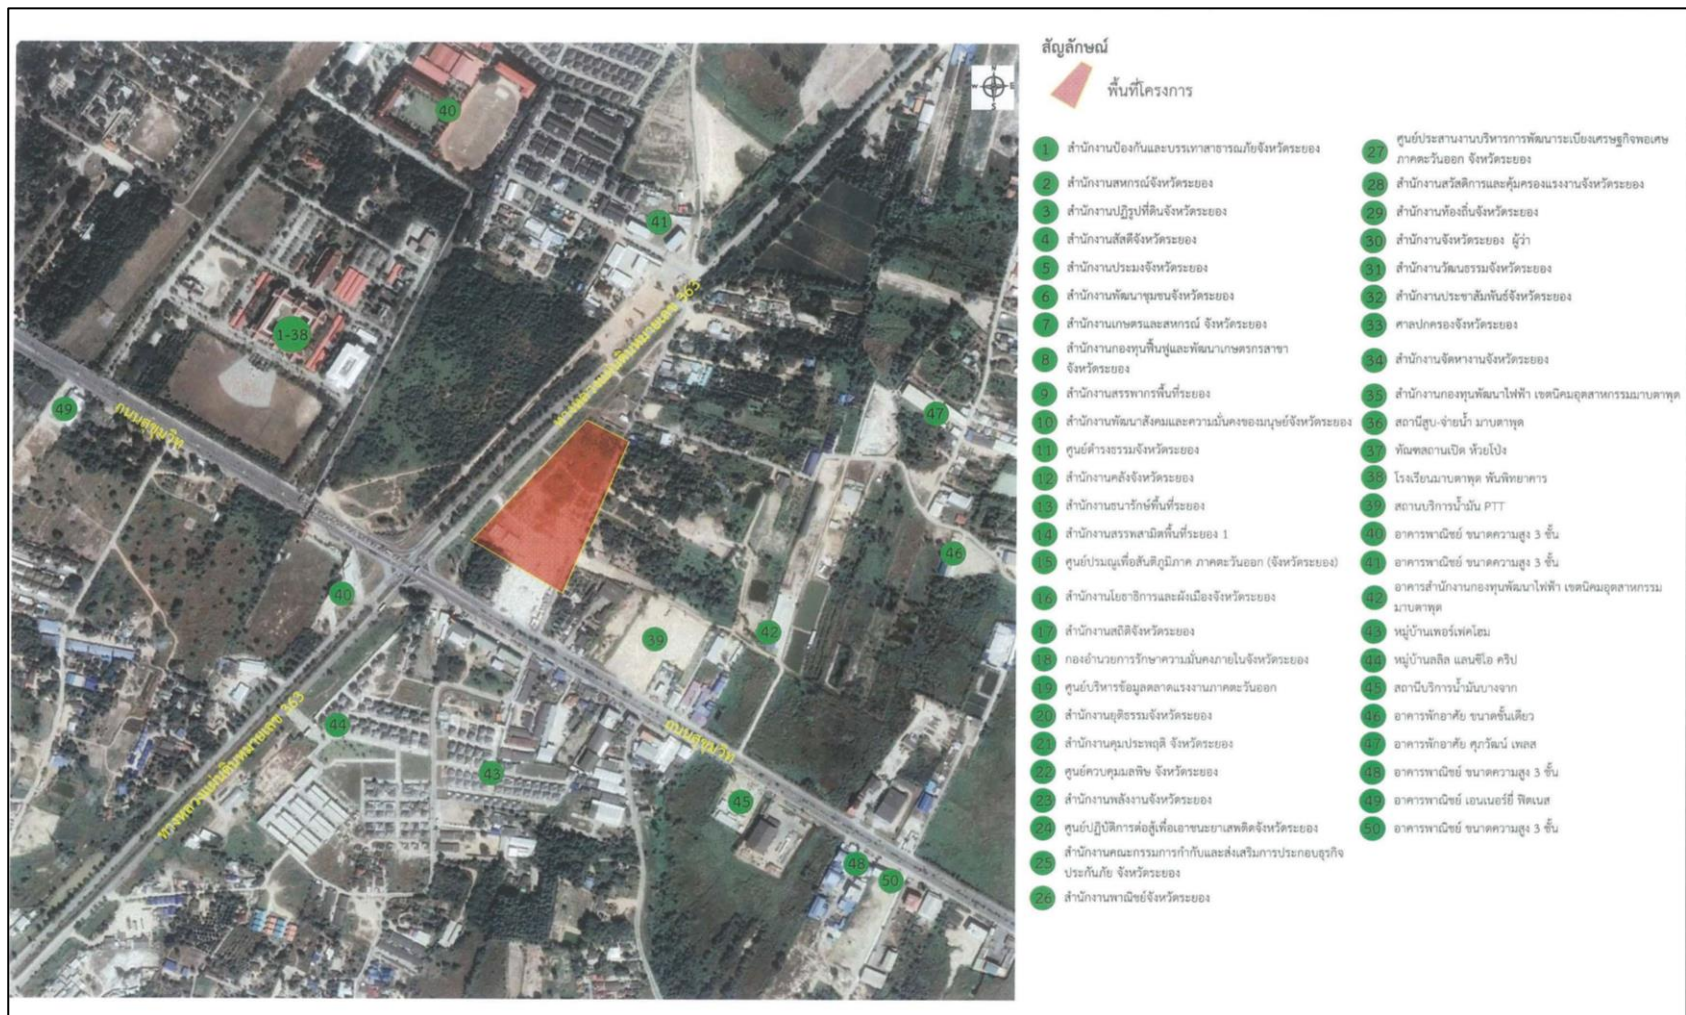 สัญลักษณ์
พื้นที่โครงการ
N
W E
S
40
41
1-38
ทางหลวงแผ่นดินหมายเลข 363
49
ถนนสุขุมวิท
47
46
40
39
42
44
43
ถนนสุขุมวิท
ทางหลวงแผ่นดินหมายเลข 363
45
48
50
1 สำนักงานป้องกันและบรรเทาสาธารณภัยจังหวัดระยอง
2 สำนักงานสหกรณ์จังหวัดระยอง
3 สำนักงานปฏิรูปที่ดินจังหวัดระยอง
4 สำนักงานสัสดีจังหวัดระยอง
5 สำนักงานประมงจังหวัดระยอง
6 สำนักงานพัฒนาชุมชนจังหวัดระยอง
7 สำนักงานเกษตรและสหกรณ์ จังหวัดระยอง
8 สำนักงานกองทุนฟื้นฟูและพัฒนาเกษตรกรสาขา
จังหวัดระยอง
9 สำนักงานสรรพากรพื้นที่ระยอง
10 สำนักงานพัฒนาสังคมและความมั่นคงของมนุษย์จังหวัดระยอง
11 ศูนย์ดำรงธรรมจังหวัดระยอง
12 สำนักงานคลังจังหวัดระยอง
13 สำนักงานธนารักษ์พื้นที่ระยอง
14 สำนักงานสรรพสามิตพื้นที่ระยอง 1
15 ศูนย์ปรมณูเพื่อสันติภูมิภาค ภาคตะวันออก (จังหวัดระยอง)
16 สำนักงานโยธาธิการและผังเมืองจังหวัดระยอง
17 สำนักงานสถิติจังหวัดระยอง
18 กองอำนวยการรักษาความมั่นคงภายในจังหวัดระยอง
19 ศูนย์บริหารข้อมูลตลาดแรงงานภาคตะวันออก
20 สำนักงานยุติธรรมจังหวัดระยอง
21 สำนักงานคุมประพฤติ จังหวัดระยอง
22 ศูนย์ควบคุมมลพิษ จังหวัดระยอง
23 สำนักงานพลังงานจังหวัดระยอง
24 ศูนย์ปฏิบัติการต่อสู้เพื่อเอาชนะยาเสพติดจังหวัดระยอง
25 สำนักงานคณะกรรมการกำกับและส่งเสริมการประกอบธุรกิจ
ประกันภัย จังหวัดระยอง
26 สำนักงานพาณิชย์จังหวัดระยอง
27 ศูนย์ประสานงานบริหารการพัฒนาระเบียงเศรษฐกิจพอเศษ
ภาคตะวันออก จังหวัดระยอง
28 สำนักงานสวัสดิการและคุ้มครองแรงงานจังหวัดระยอง
29 สำนักงานท้องถิ่นจังหวัดระยอง
30 สำนักงานจังหวัดระยอง ผู้ว่า
31 สำนักงานวัฒนธรรมจังหวัดระยอง
32 สำนักงานประชาสัมพันธ์จังหวัดระยอง
33 ศาลปกครองจังหวัดระยอง
34 สำนักงานจัดหางานจังหวัดระยอง
35 สำนักงานกองทุนพัฒนาไฟฟ้า เขตนิคมอุตสาหกรรมมาบตาพุด
36 สถานีสูบ-จ่ายน้ำ มาบตาพุด
37 ทัณฑสถานเปิด ห้วยโป่ง
38 โรงเรียนมาบตาพุด พันพิทยาคาร
39 สถานบริการน้ำมัน PTT
40 อาคารพาณิชย์ ขนาดความสูง 3 ชั้น
41 อาคารพาณิชย์ ขนาดความสูง 3 ชั้น
42 อาคารสำนักงานกองทุนพัฒนาไฟฟ้า เขตนิคมอุตสาหกรรม
มาบตาพุด
43 หมู่บ้านเพอร์เฟคโฮม
44 หมู่บ้านลลิล แลนซีโอ คริป
45 สถานีบริการน้ำมันบางจาก
46 อาคารพักอาศัย ขนาดชั้นเดียว
47 อาคารพักอาศัย ศุภวัฒน์ เพลส
48 อาคารพาณิชย์ ขนาดความสูง 3 ชั้น
49 อาคารพาณิชย์ เอนเนอร์ยี่ ฟิตเนส
50 อาคารพาณิชย์ ขนาดความสูง 3 ชั้น